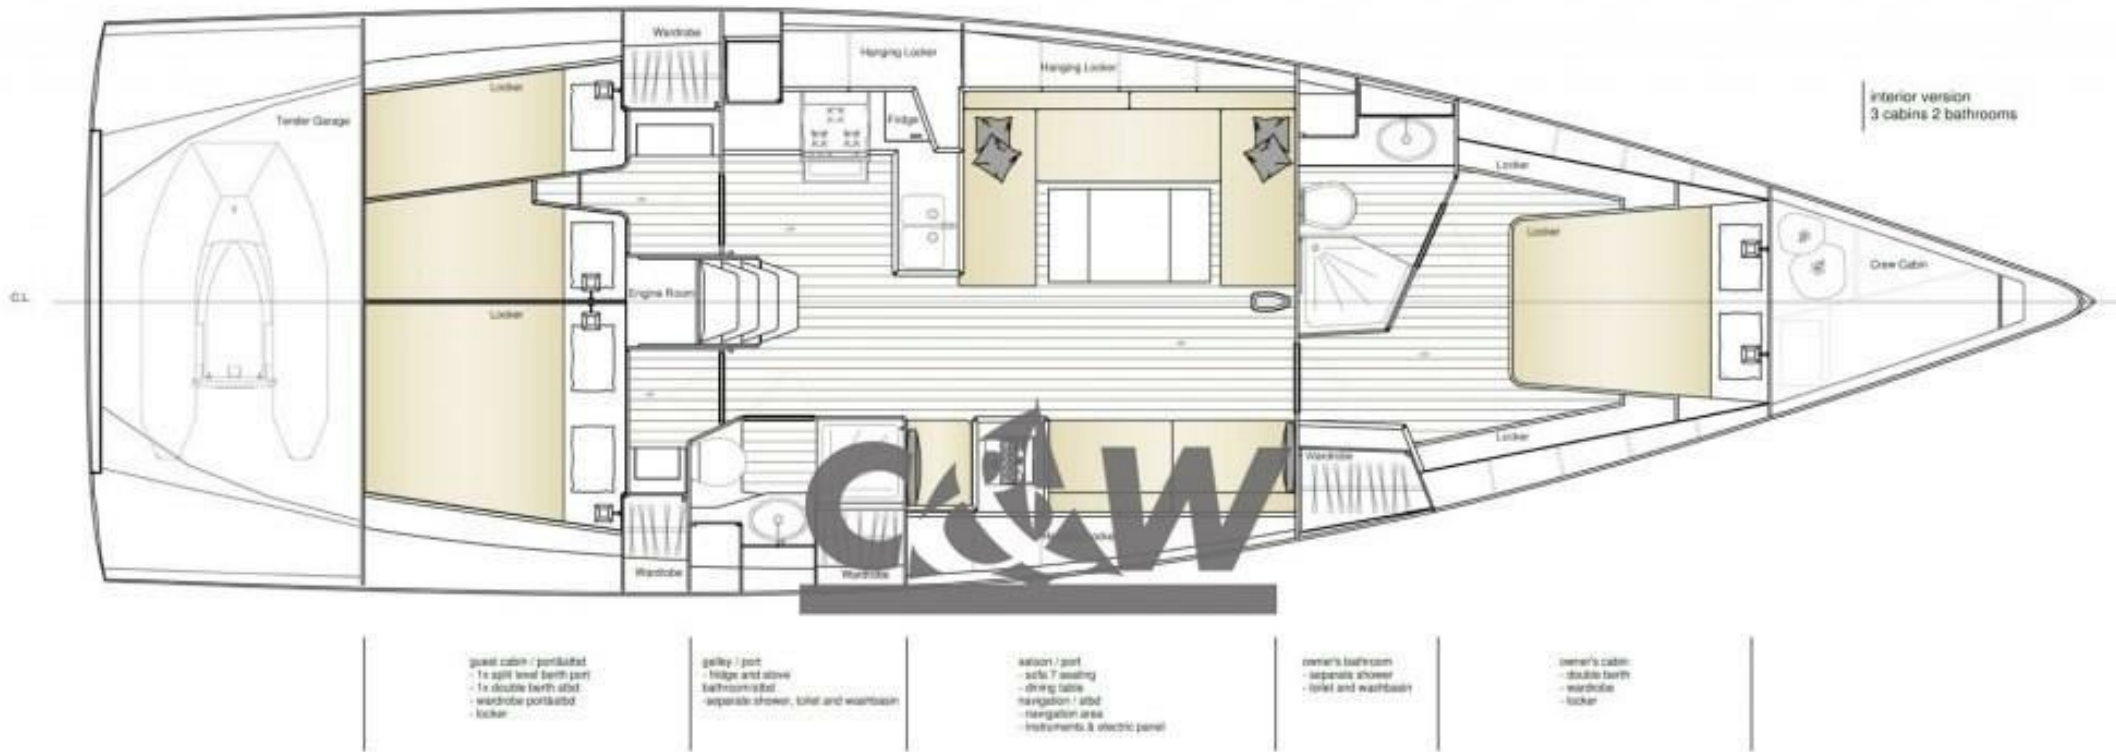 Wardrobe
Hanging Locker
Hanging Locker
interior version
3 cabins 2 bathrooms
Locker
Tender Garage
Fridge
Locker
Locker
Crew Cabin
C.L
Engine Room
Locker
Locker
Wardrobe
C&W
Wardrobe
Wardrobe
guest cabin / port&stbd
- 1x split level berth port
- 1x double berth stbd
- wardrobe port&stbd
- locker
galley / port
- fridge and stove
bathroom/stbd
-separate shower, toilet and washbasin
saloon / port
- sofa 7 seating
- dining table
navigation / stbd
- navigation area
- instruments & electric panel
owner's bathroom
- separate shower
- toilet and washbasin
owner's cabin
- double berth
- wardrobe
- locker